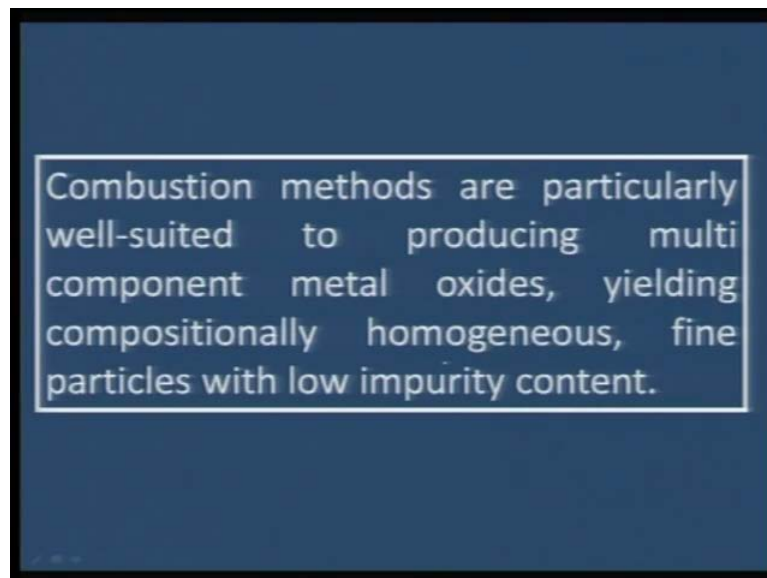 Combustion methods are particularly
well-suited to producing multi
component metal oxides, yielding
compositionally homogeneous, fine
particles with low impurity content.